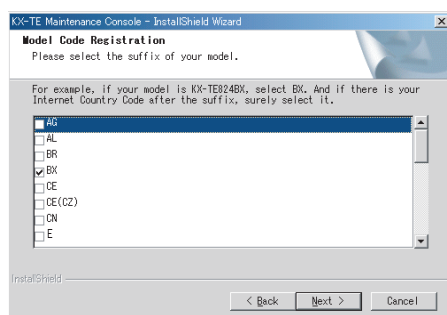 KX-TE Maintenance Console - InstallShield Wizard
Model Code Registration
Please select the suffix of your model.
For example, if your model is KX-TE824BX, select BX. And if there is your
Internet Country Code after the suffix, surely select it.
AG
AL
BR
BX
CE
CE(CZ)
CN
E
InstallShield
< Back
Next >
Cancel